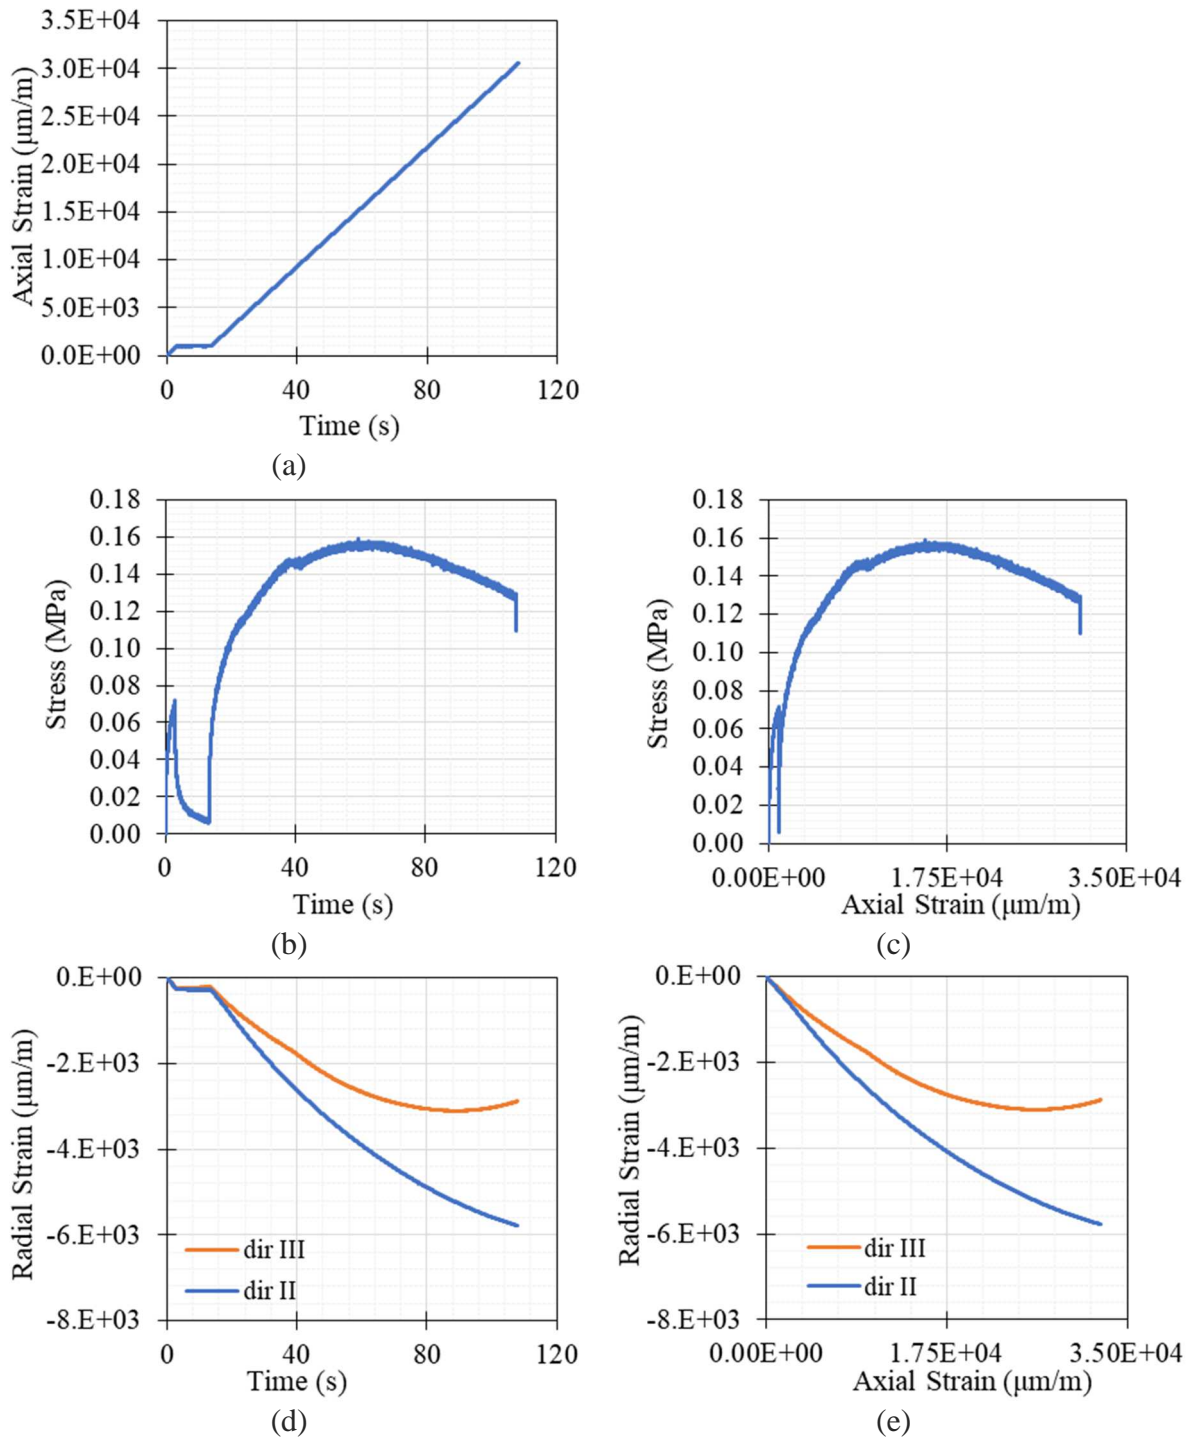 3.5E+04
3.0E+04
2.5E+04
2.0E+04
1.5E+04
1.0E+04
5.0E+03
0.0E+00
Axial Strain (µm/m)
0 40 80 120
Time (s)
(a)
0.18
0.16
0.14
0.12
0.10
0.08
0.06
0.04
0.02
0.00
Stress (MPa)
0 40 80 120
Time (s)
(b)
0.18
0.16
0.14
0.12
0.10
0.08
0.06
0.04
0.02
0.00
Stress (MPa)
0.00E+00 1.75E+04 3.50E+04
Axial Strain (µm/m)
(c)
0.E+00
-2.E+03
-4.E+03
-6.E+03
-8.E+03
Radial Strain (µm/m)
dir III
dir II
0 40 80 120
Time (s)
(d)
0.E+00
-2.E+03
-4.E+03
-6.E+03
-8.E+03
Radial Strain (µm/m)
dir III
dir II
0.00E+00 1.75E+04 3.50E+04
Axial Strain (µm/m)
(e)